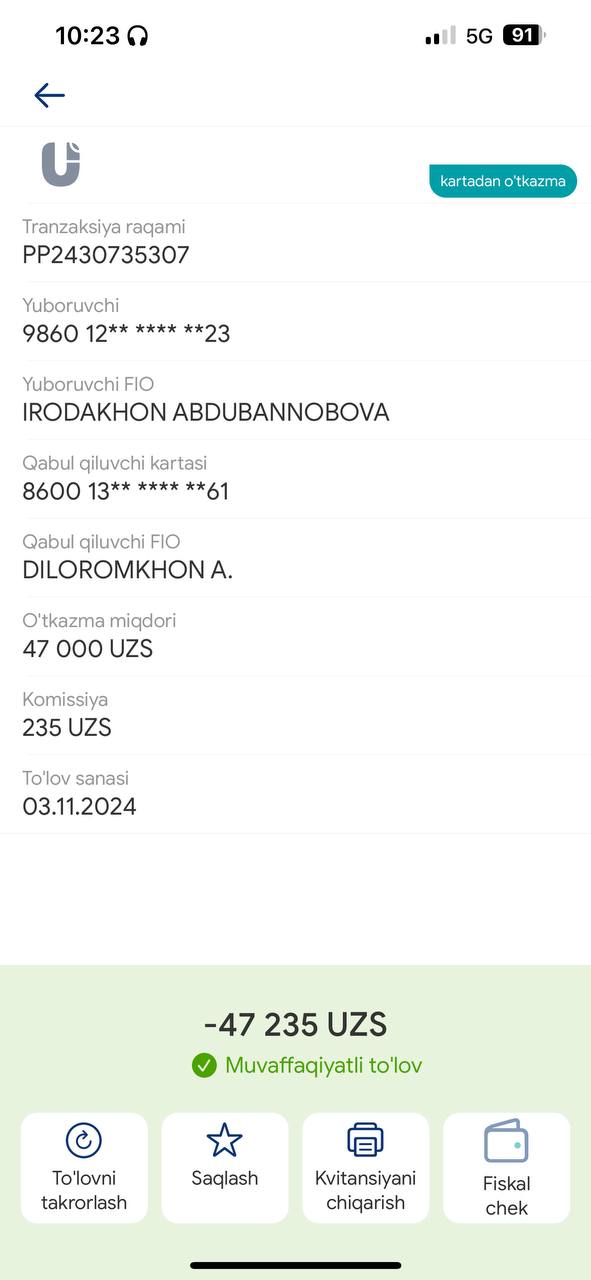 10:23
5G
91
kartadan o'tkazma
Tranzaksiya raqami
PP2430735307
Yuboruvchi
9860 12** **** **23
Yuboruvchi FIO
IRODAKHON ABDUBANNOBOVA
Qabul qiluvchi kartasi
8600 13** **** **61
Qabul qiluvchi FIO
DILOROMKHON A.
O'tkazma miqdori
47 000 UZS
Komissiya
235 UZS
To'lov sanasi
03.11.2024
-47 235 UZS
Muvaffaqiyatli to'lov
To'lovni
takrorlash
Saqlash
Kvitansiyani
chiqarish
Fiskal
chek